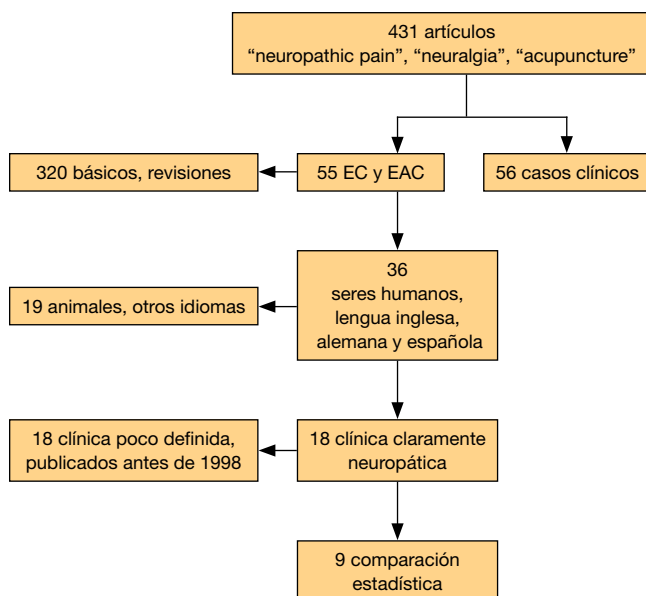 431 artículos
“neuropathic pain”, “neuralgia”, “acupuncture”
320 básicos, revisiones
55 EC y EAC
56 casos clínicos
36
seres humanos,
lengua inglesa,
alemana y española
19 animales, otros idiomas
18 clínica poco definida,
publicados antes de 1998
18 clínica claramente
neuropática
9 comparación
estadística